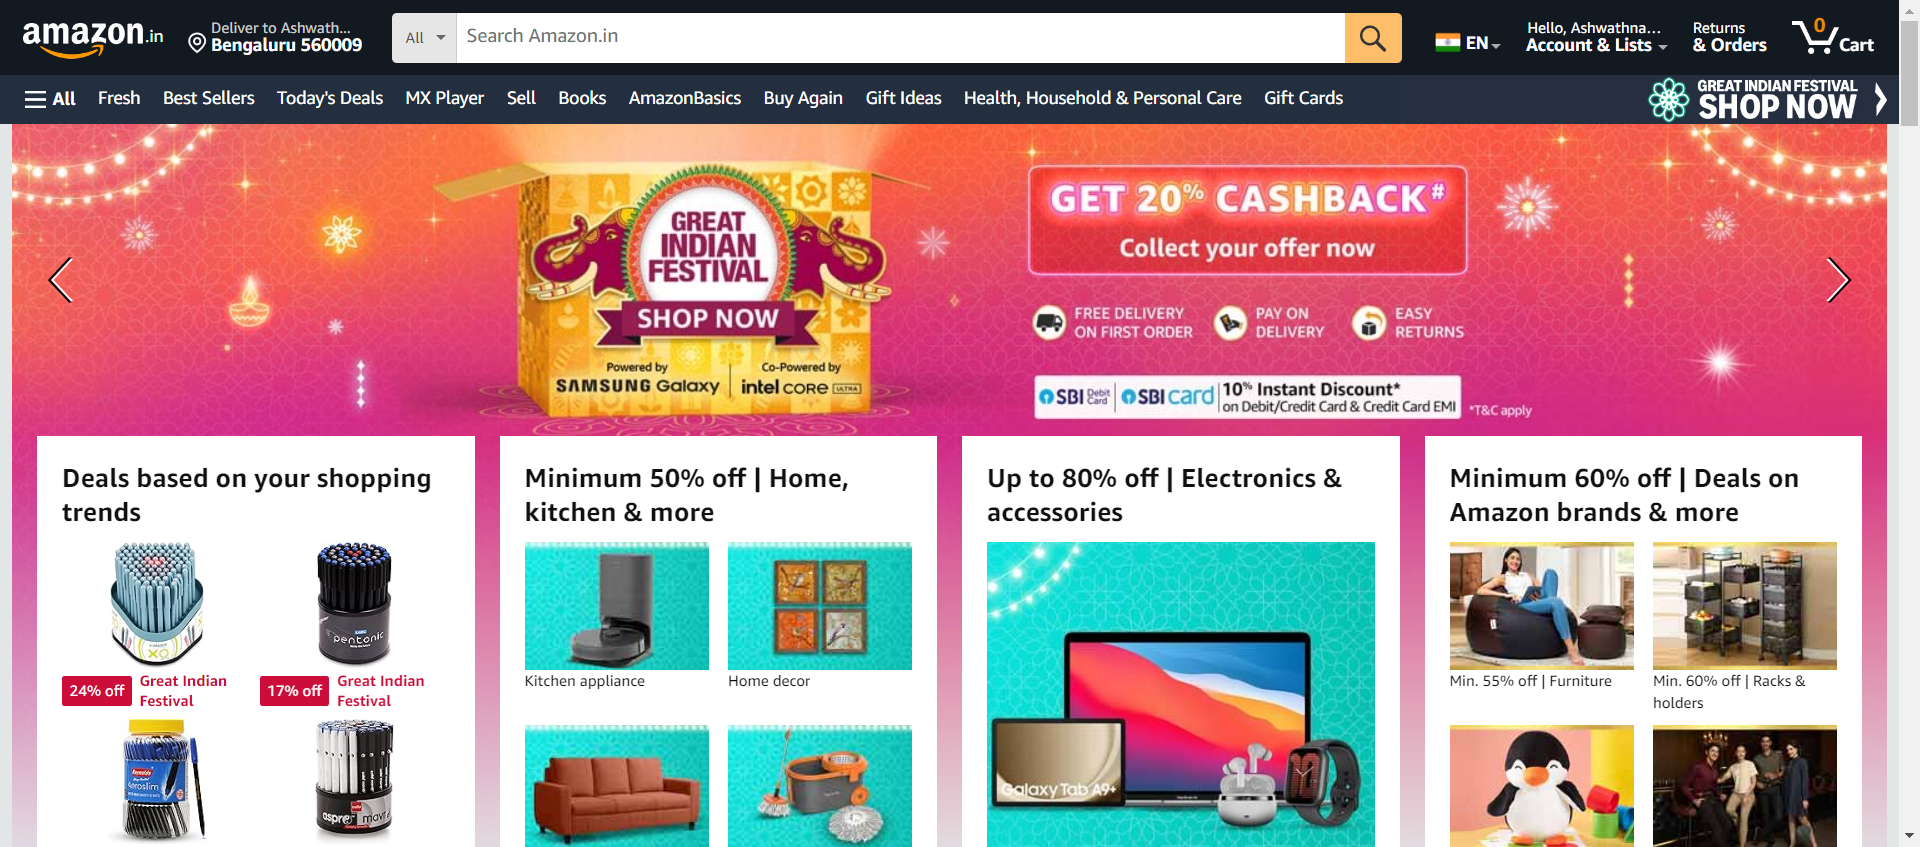 amazon.in
Deliver to Ashwath...
Bengaluru 560009
All
Search Amazon.in
EN
Hello, Ashwathna...
Account & Lists
Returns
& Orders
0
Cart
All
Fresh
Best Sellers
Today's Deals
MX Player
Sell
Books
AmazonBasics
Buy Again
Gift Ideas
Health, Household & Personal Care
Gift Cards
GREAT INDIAN FESTIVAL
SHOP NOW
GREAT
INDIAN
FESTIVAL
SHOP NOW
Powered by
SAMSUNG Galaxy
Co-Powered by
intel CORE ULTRA
GET 20% CASHBACK#
Collect your offer now
FREE DELIVERY
ON FIRST ORDER
PAY ON
DELIVERY
EASY
RETURNS
SBI Debit Card
SBI card
10% Instant Discount*
on Debit/Credit Card & Credit Card EMI
*T&C apply
Deals based on your shopping
trends
XO
pentonic
24% off
Great Indian
Festival
17% off
Great Indian
Festival
Reynolds
Aeroslim
Minimum 50% off | Home,
kitchen & more
Kitchen appliance
Home decor
Up to 80% off | Electronics &
accessories
Galaxy Tab A9+
Minimum 60% off | Deals on
Amazon brands & more
Min. 55% off | Furniture
Min. 60% off | Racks &
holders